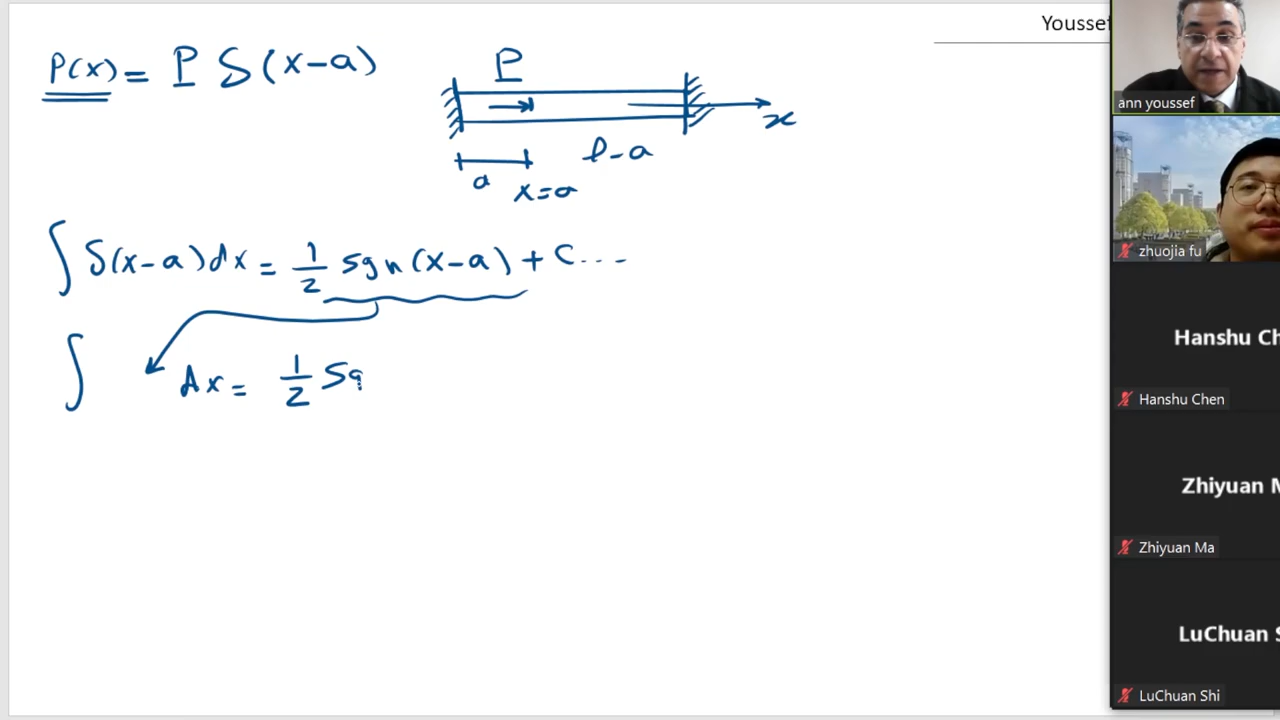 Youssef
P(x) = P δ(x-a)
P
x
l-a
a
x=a
∫ δ(x-a)dx = 1/2 sgn(x-a) + C...
∫ dx = 1/2 sg
ann youssef
zhuojia fu
Hanshu Ch
Hanshu Chen
Zhiyuan M
Zhiyuan Ma
LuChuan S
LuChuan Shi